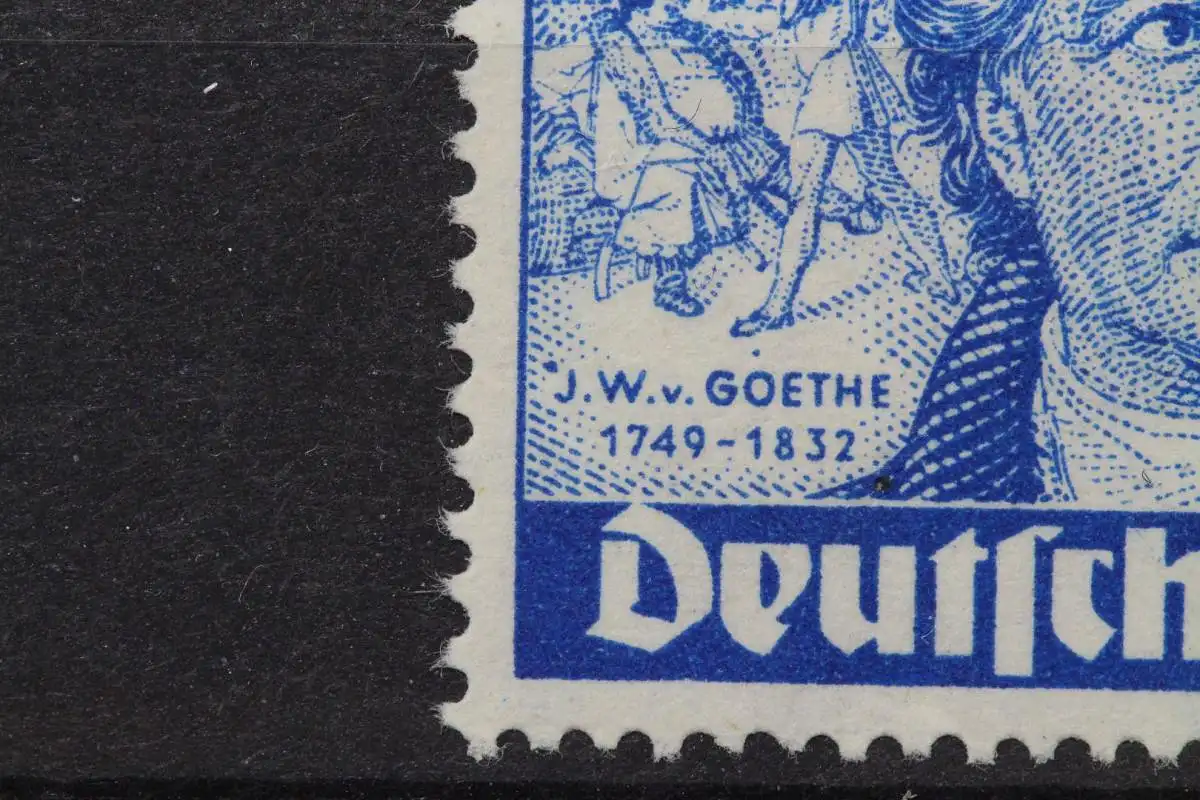 J. W. v. GOETHE
1749-1832
Deutſch